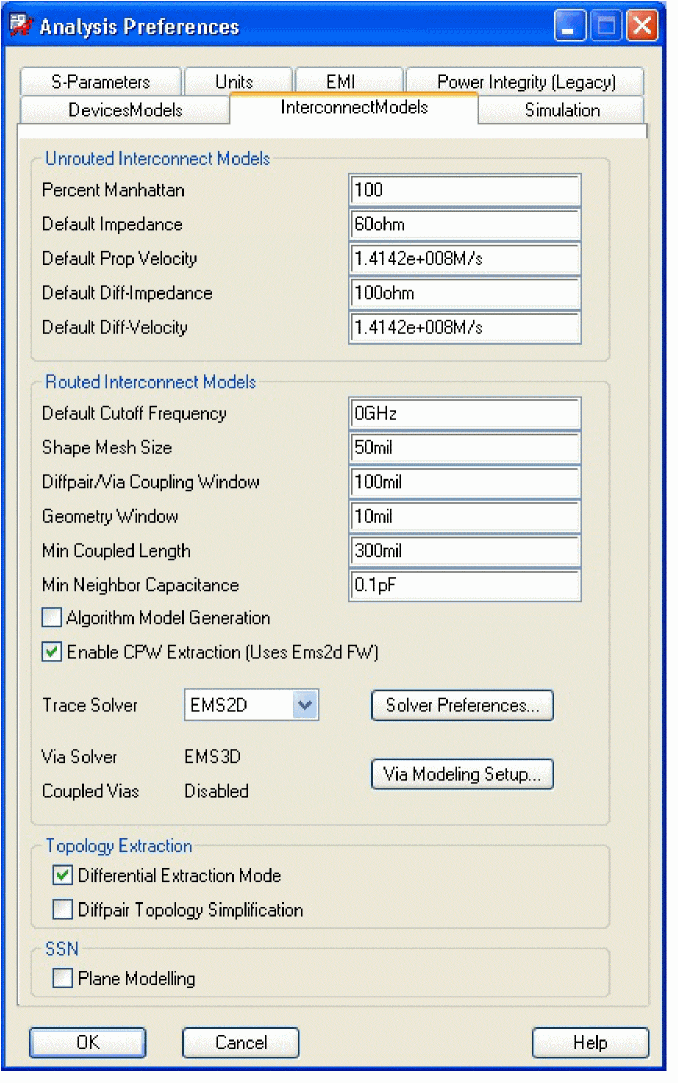 Analysis Preferences
S-Parameters Units EMI Power Integrity (Legacy)
DevicesModels InterconnectModels Simulation
Unrouted Interconnect Models
Percent Manhattan 100
Default Impedance 60ohm
Default Prop Velocity 1.4142e+008M/s
Default Diff-Impedance 100ohm
Default Diff-Velocity 1.4142e+008M/s
Routed Interconnect Models
Default Cutoff Frequency 0GHz
Shape Mesh Size 50mil
Diffpair/Via Coupling Window 100mil
Geometry Window 10mil
Min Coupled Length 300mil
Min Neighbor Capacitance 0.1pF
Algorithm Model Generation
Enable CPW Extraction (Uses Ems2d FW)
Trace Solver EMS2D Solver Preferences...
Via Solver EMS3D
Via Modeling Setup...
Coupled Vias Disabled
Topology Extraction
Differential Extraction Mode
Diffpair Topology Simplification
SSN
Plane Modelling
OK Cancel Help